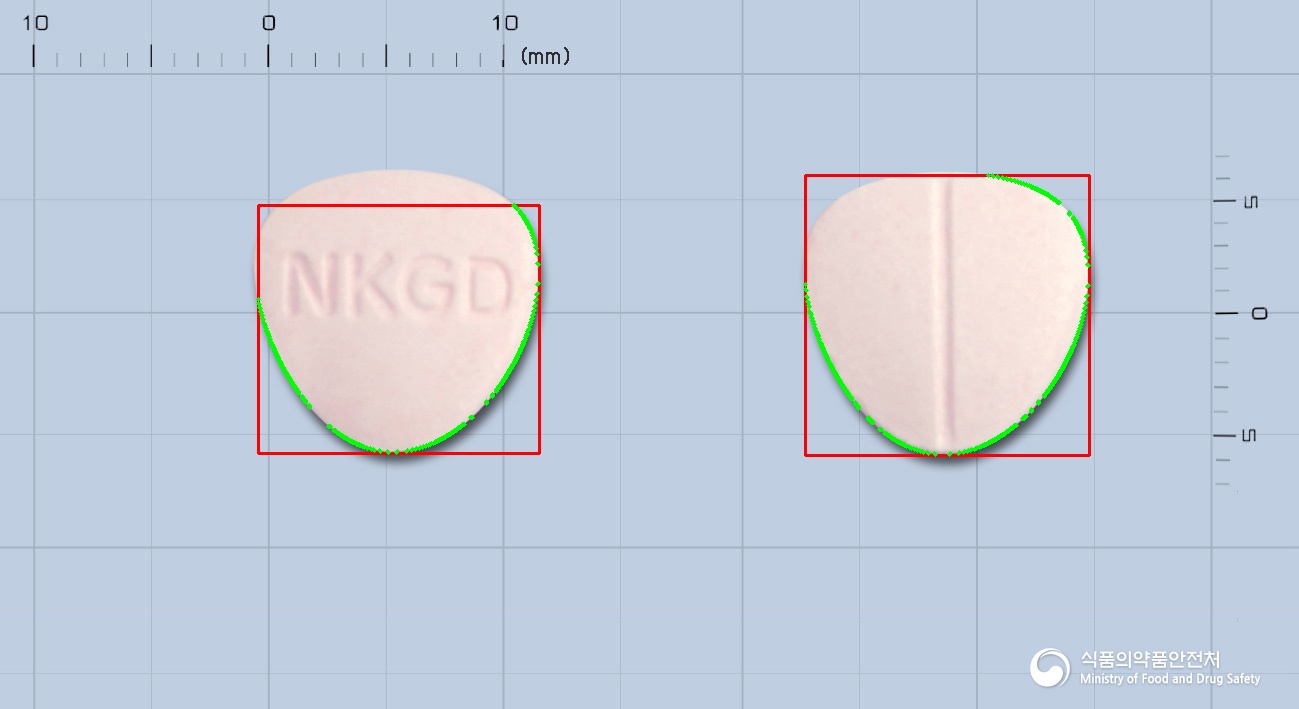 10 0 10
(mm)
NKGD
5
0
5
식품의약품안전처
Ministry of Food and Drug Safety